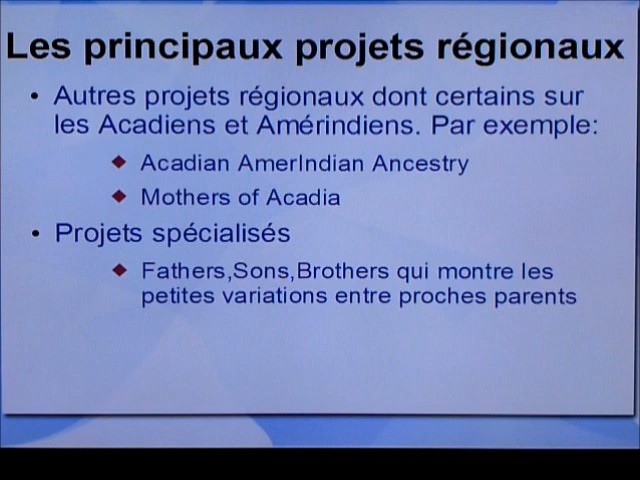 Les principaux projets régionaux
• Autres projets régionaux dont certains sur
les Acadiens et Amérindiens. Par exemple:
◆ Acadian AmerIndian Ancestry
◆ Mothers of Acadia
• Projets spécialisés
◆ Fathers,Sons,Brothers qui montre les
petites variations entre proches parents